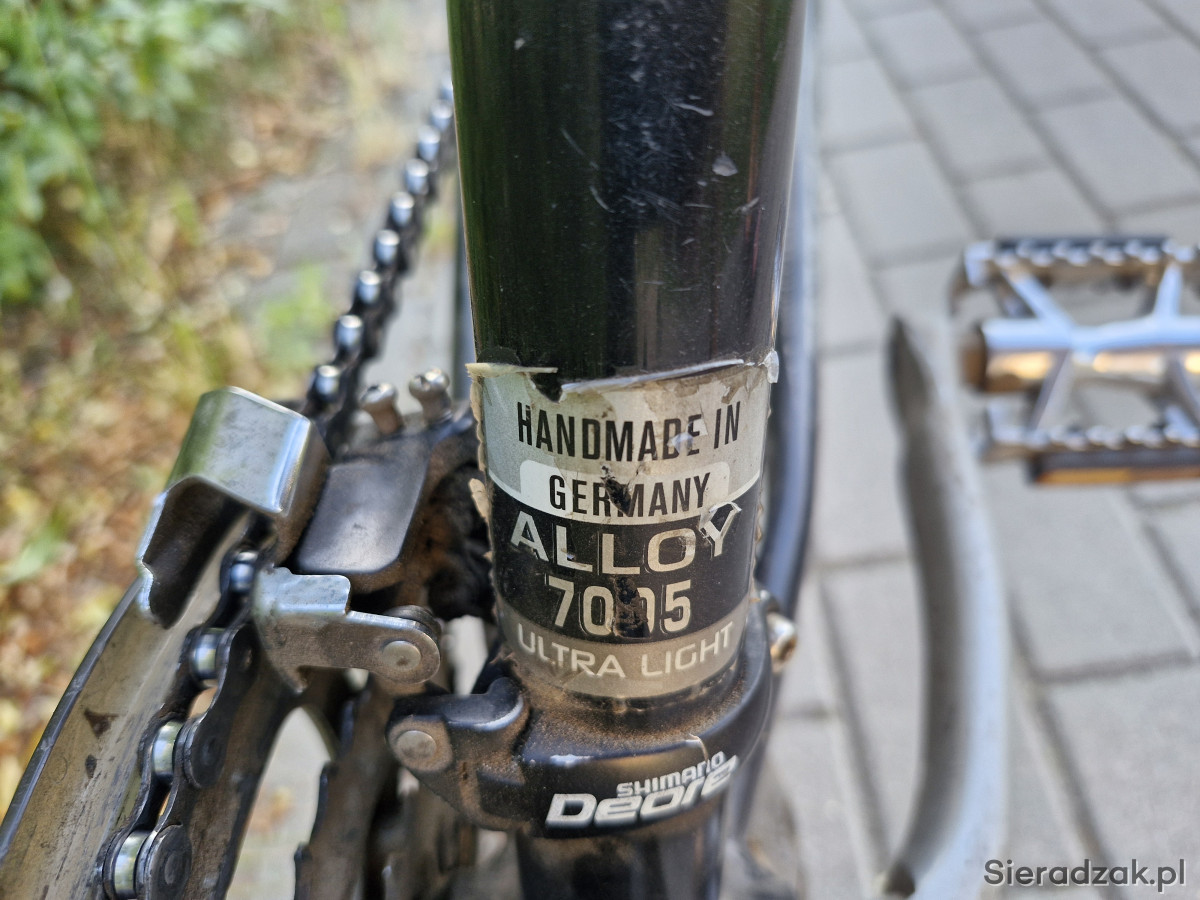 HANDMADE IN
GERMANY
ALLOY
7005
ULTRA LIGHT
SHIMANO
Deore
Sieradzak.pl